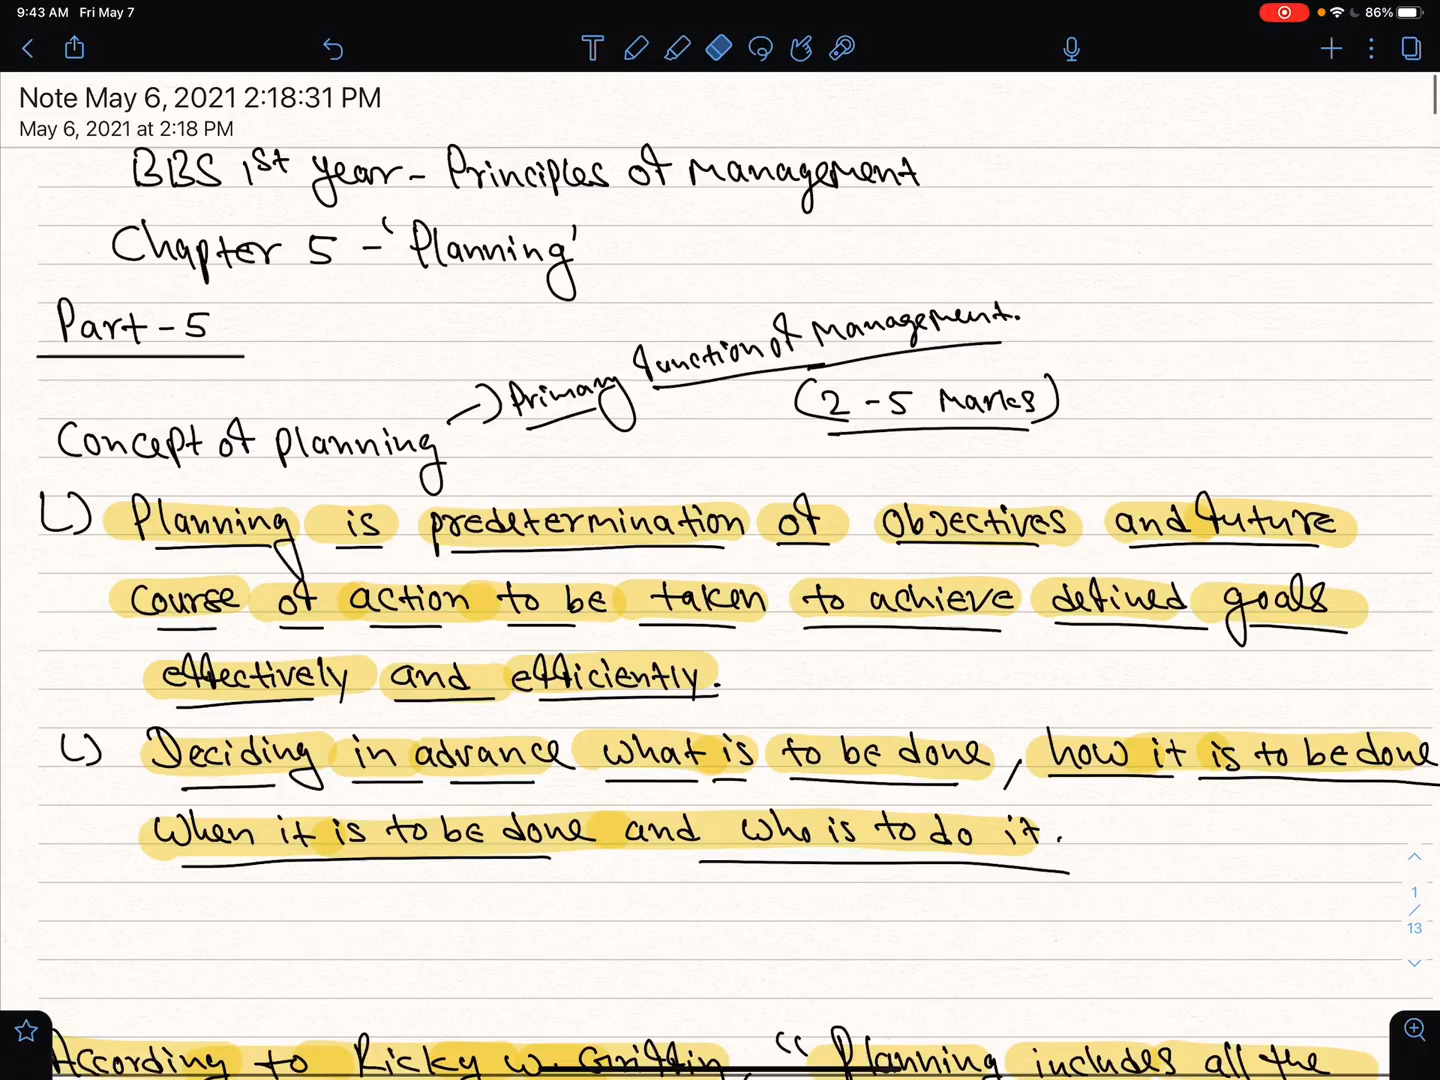 9:43 AM Fri May 7
86%
Note May 6, 2021 2:18:31 PM
May 6, 2021 at 2:18 PM
BBS 1st year - Principles of Management
Chapter 5 - 'Planning'
Part - 5
Primary function of Management.
(2 - 5 Marks)
Concept of planning
Planning is predetermination of objectives and future
course of action to be taken to achieve defined goals
effectively and efficiently.
Deciding in advance what is to be done, how it is to be done
when it is to be done and who is to do it.
1
/
13
According to Ricky W. Griffin, "Planning includes all the